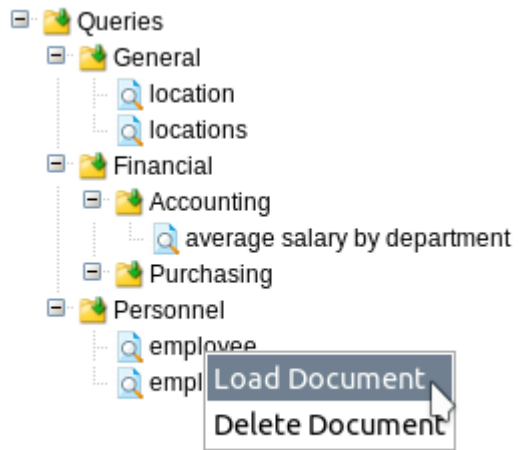 Queries
General
location
locations
Financial
Accounting
average salary by department
Purchasing
Personnel
employee
Load Document
Delete Document